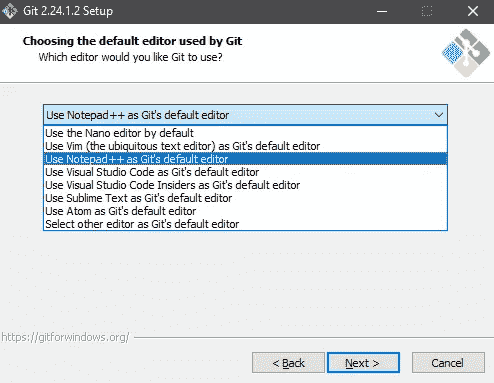 Git 2.24.1.2 Setup
Choosing the default editor used by Git
Which editor would you like Git to use?
Use Notepad++ as Git's default editor
Use the Nano editor by default
Use Vim (the ubiquitous text editor) as Git's default editor
Use Notepad++ as Git's default editor
Use Visual Studio Code as Git's default editor
Use Visual Studio Code Insiders as Git's default editor
Use Sublime Text as Git's default editor
Use Atom as Git's default editor
Select other editor as Git's default editor
https://gitforwindows.org/
< Back Next > Cancel